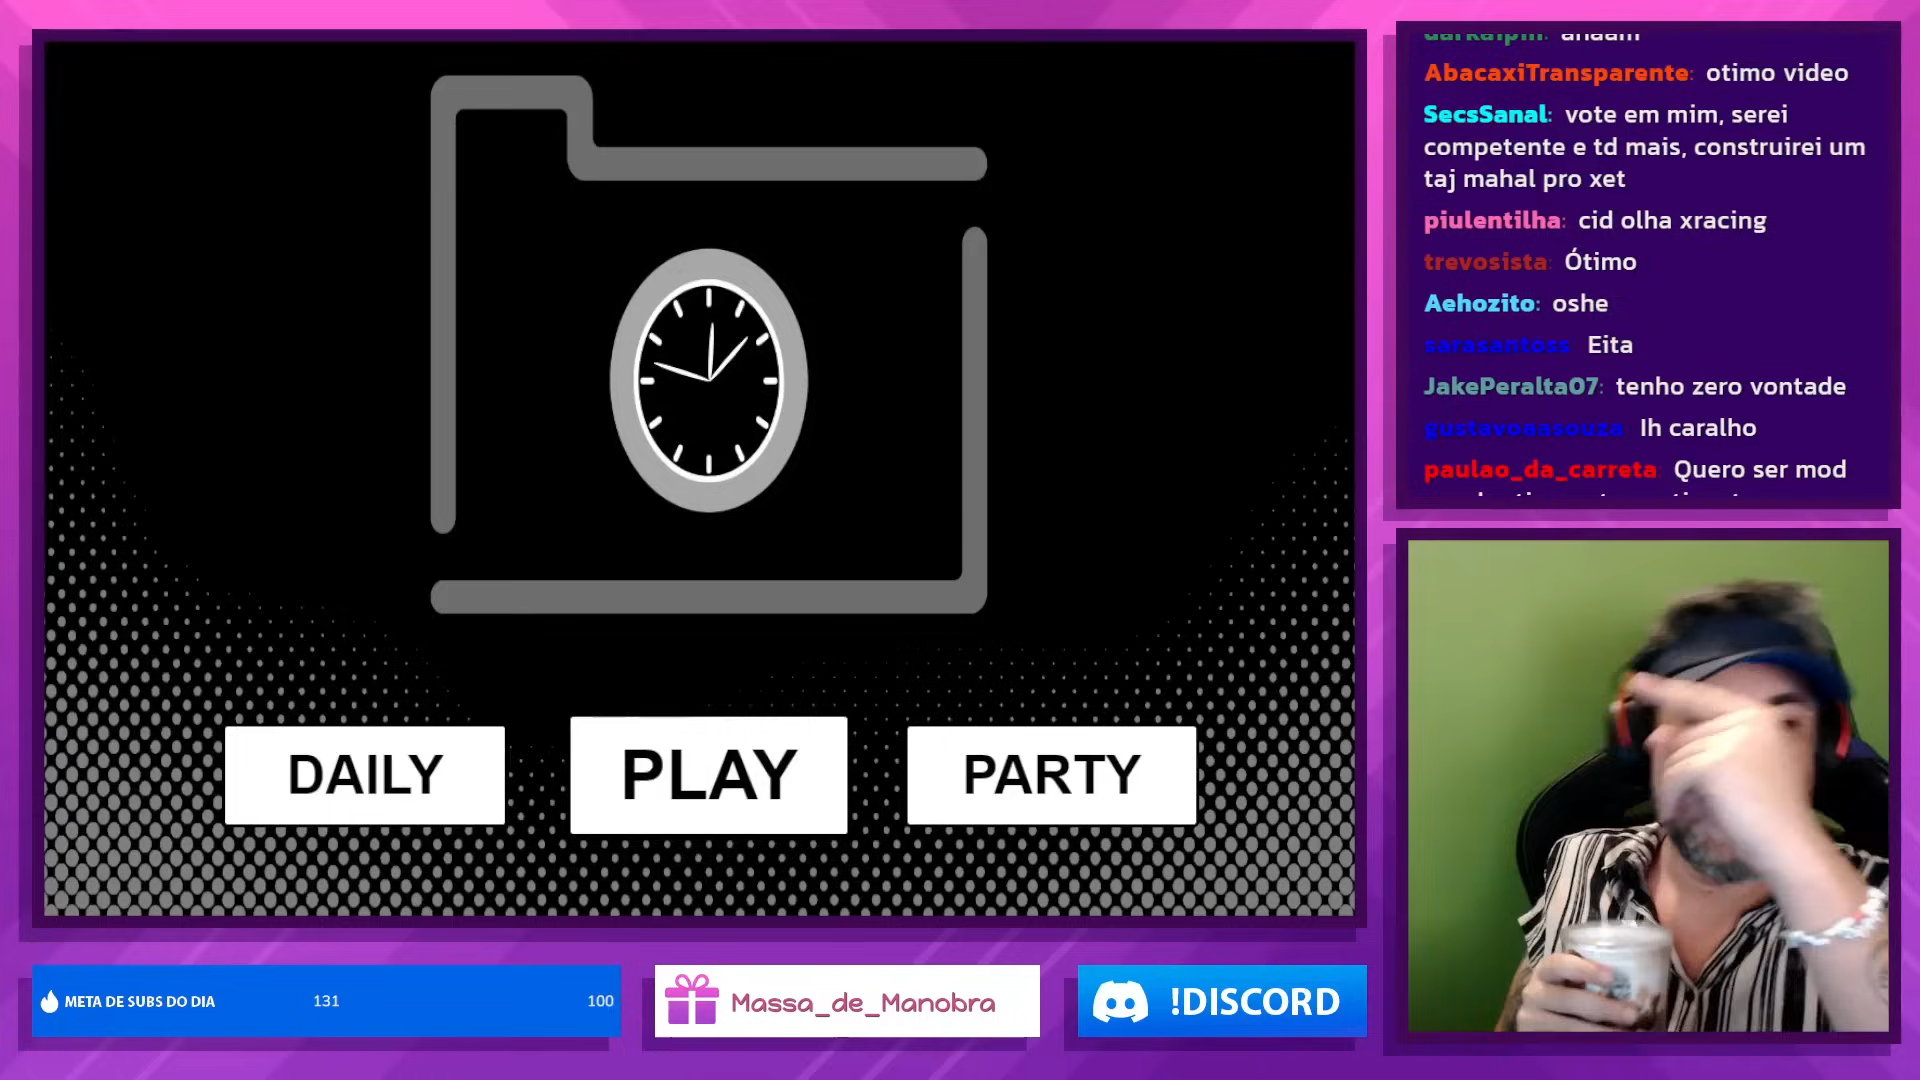 DAILY
PLAY
PARTY
AbacaxiTransparente: otimo video
SecsSanal: vote em mim, serei
competente e td mais, construirei um
taj mahal pro xet
piulentilha: cid olha xracing
trevosista: Ótimo
Aehozito: oshe
sarasantoss: Eita
JakePeralta07: tenho zero vontade
gustavoaasouza: Ih caralho
paulao_da_carreta: Quero ser mod
META DE SUBS DO DIA 131 100
Massa_de_Manobra
!DISCORD